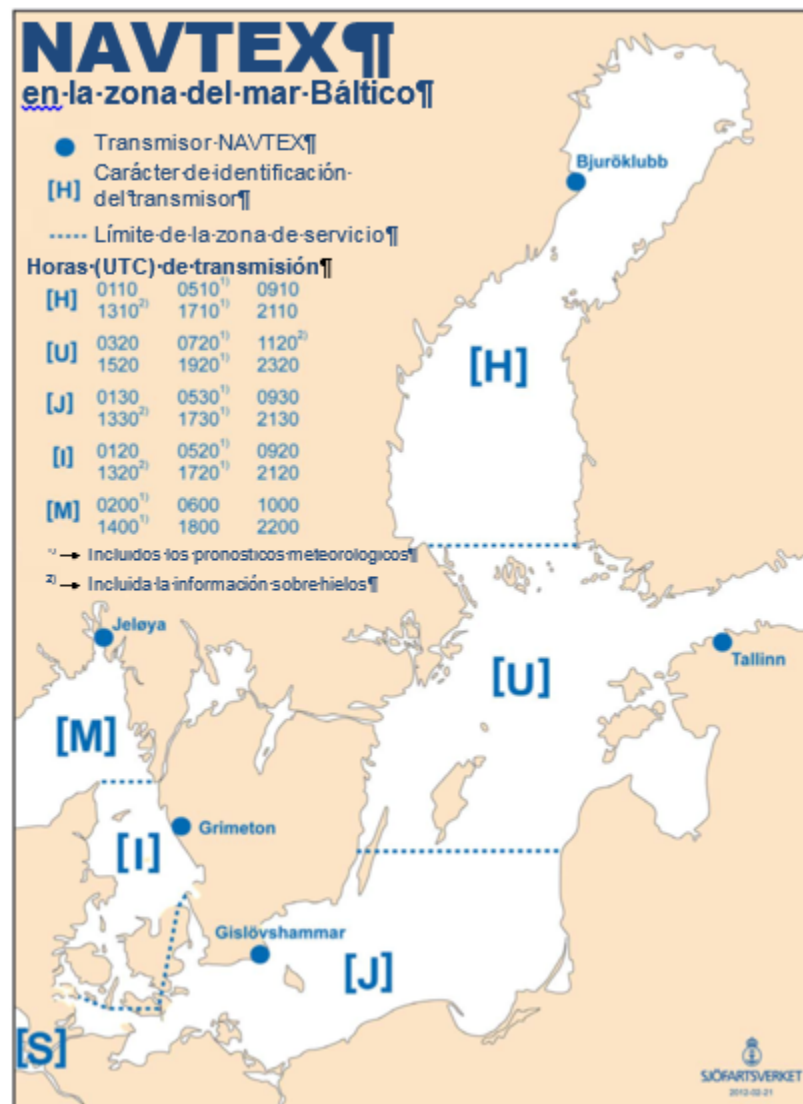 NAVTEX¶
en·la·zona·del·mar·Báltico¶
Transmisor·NAVTEX¶
[H] Carácter·de·identificación·
del·transmisor¶
Límite·de·la·zona·de·servicio¶
Horas·(UTC)·de·transmisión¶
[H] 0110 0510¹⁾ 0910
1310²⁾ 1710¹⁾ 2110
[U] 0320 0720¹⁾ 1120²⁾
1520 1920¹⁾ 2320
[J] 0130 0530¹⁾ 0930
1330²⁾ 1730¹⁾ 2130
[I] 0120 0520¹⁾ 0920
1320²⁾ 1720¹⁾ 2120
[M] 0200¹⁾ 0600 1000
1400¹⁾ 1800 2200
¹⁾ → Incluidos·los·pronosticos·meteorologicos¶
²⁾ → Incluida·la·información·sobre·hielos¶
Bjuröklubb
[H]
Jeløya
Tallinn
[U]
[M]
Grimeton
[I]
Gislövshammar
[J]
[S]
SJÖFARTSVERKET
2012-02-21